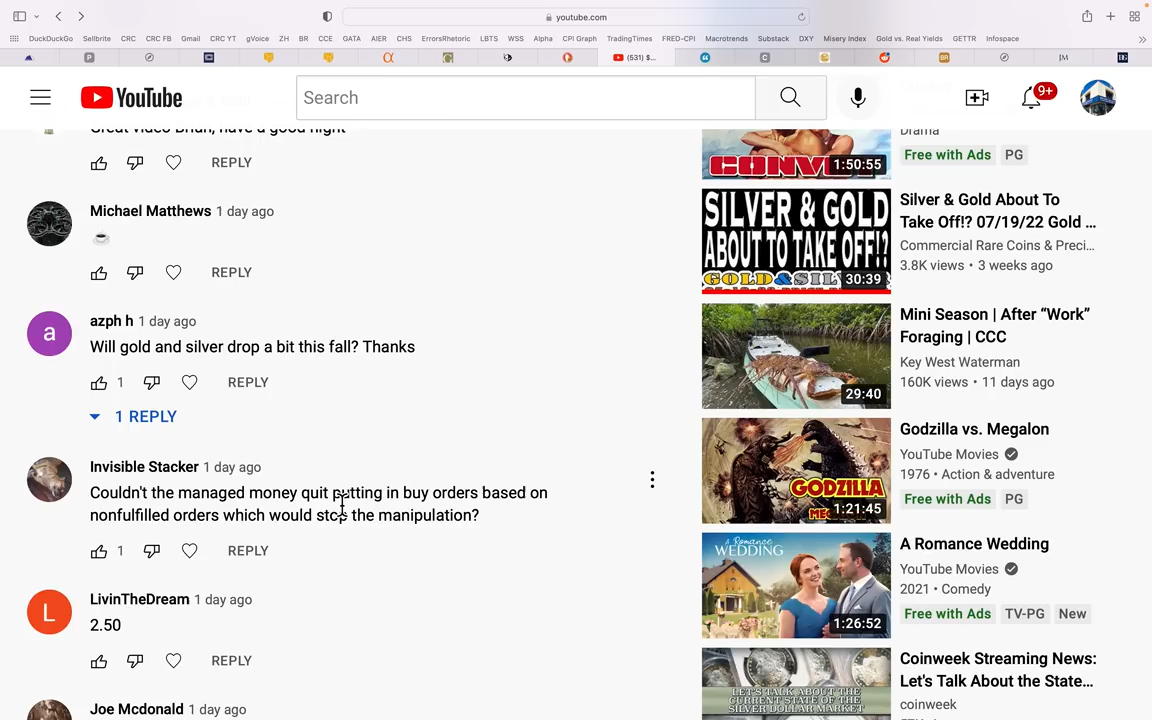 youtube.com
DuckDuckGo Sellbrite CRC CRC FB Gmail CRC YT gVoice ZH BR CCE GATA AIER CHS ErrorsRhetoric LBTS WSS Alpha CPI Graph TradingTimes FRED-CPI Macrotrends Substack DXY Misery Index Gold vs. Real Yields GETTR Infospace
(531) $...
YouTube
Search
9+
Great video Brian, have a good night
REPLY
Michael Matthews 1 day ago
REPLY
azph h 1 day ago
a
Will gold and silver drop a bit this fall? Thanks
1 REPLY
1 REPLY
Invisible Stacker 1 day ago
Couldn't the managed money quit putting in buy orders based on
nonfulfilled orders which would stop the manipulation?
1 REPLY
LivinTheDream 1 day ago
L
2.50
REPLY
Joe Mcdonald 1 day ago
Drama
Free with Ads PG
1:50:55
SILVER & GOLD
ABOUT TO TAKE OFF!?
30:39
Silver & Gold About To
Take Off!? 07/19/22 Gold ...
Commercial Rare Coins & Preci...
3.8K views • 3 weeks ago
Mini Season | After “Work”
Foraging | CCC
Key West Waterman
160K views • 11 days ago
29:40
Godzilla vs. Megalon
YouTube Movies
1976 • Action & adventure
Free with Ads PG
GODZILLA
1:21:45
A Romance Wedding
YouTube Movies
2021 • Comedy
Free with Ads TV-PG New
A Romance
WEDDING
1:26:52
Coinweek Streaming News:
Let's Talk About the State...
coinweek
LET'S TALK ABOUT THE
CURRENT STATE OF THE
SILVER DOLLAR MARKET